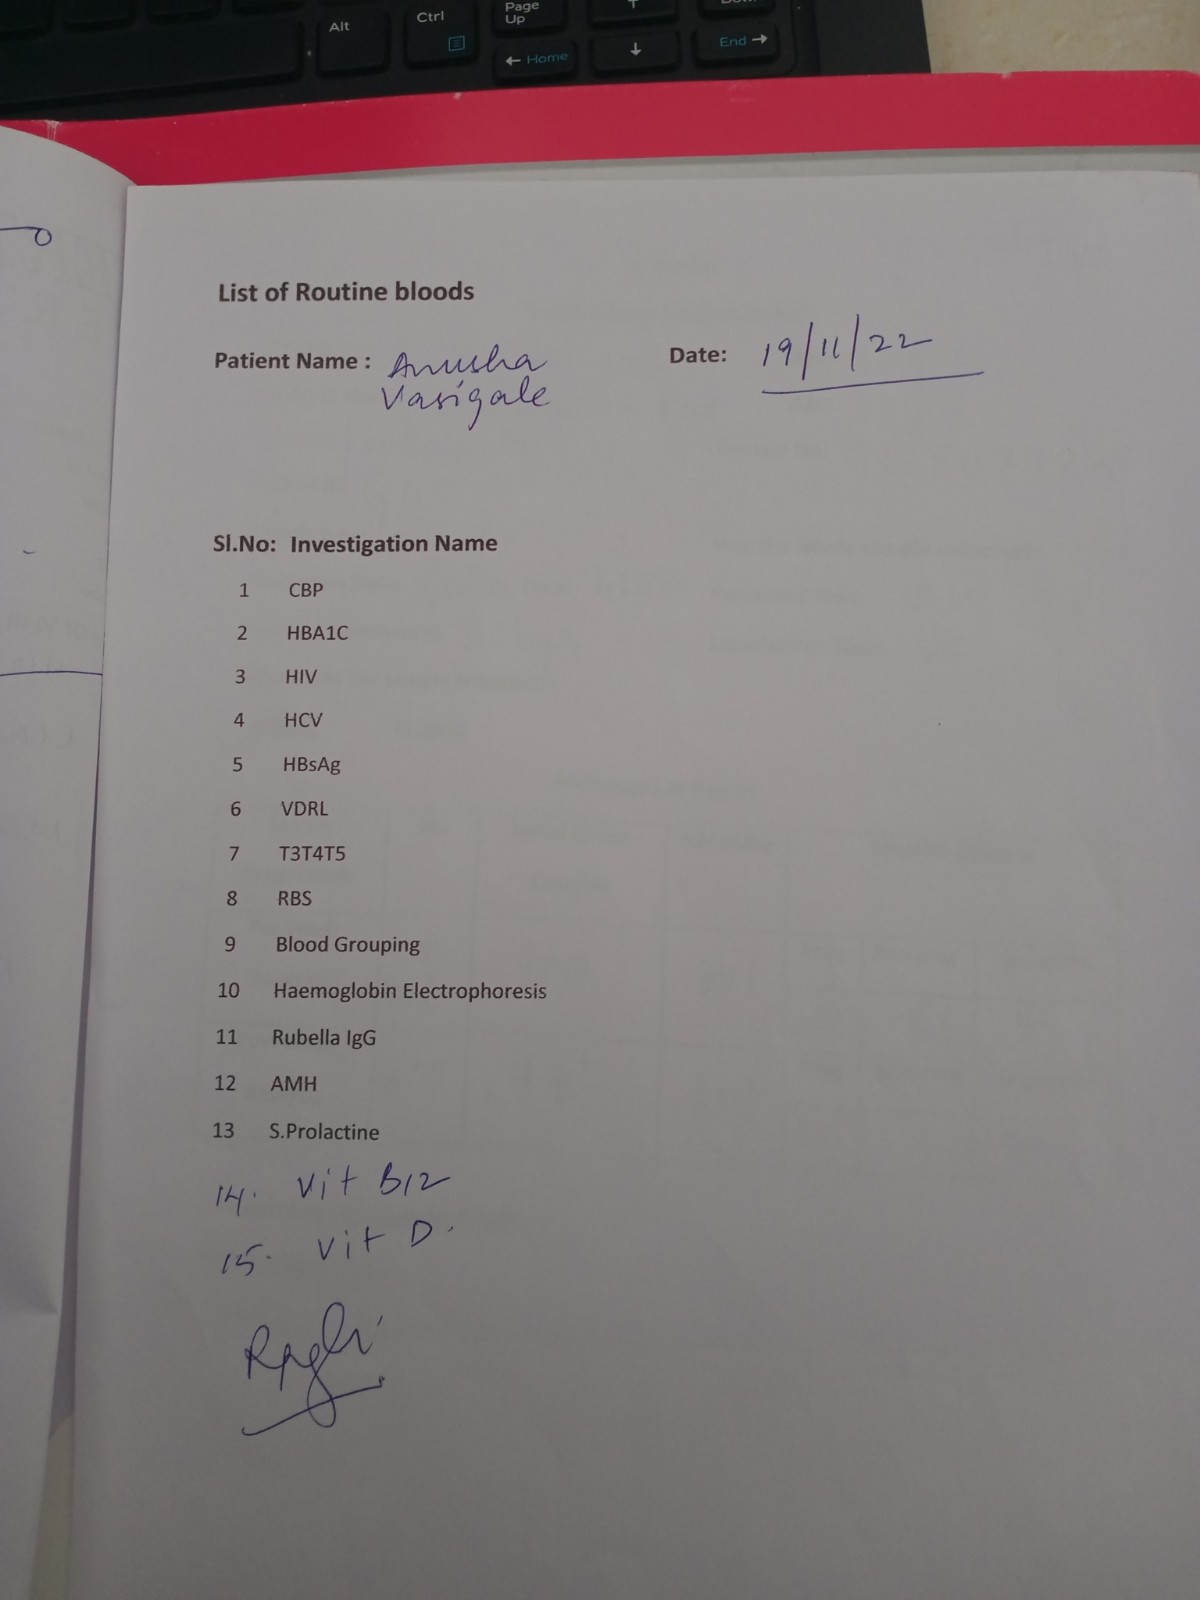 Alt
Ctrl
Page
Up
← Home
↓
End →
List of Routine bloods
Patient Name : Anusha
Vasigale
Date: 19/11/22
Sl.No: Investigation Name
1 CBP
2 HBA1C
3 HIV
4 HCV
5 HBsAg
6 VDRL
7 T3T4T5
8 RBS
9 Blood Grouping
10 Haemoglobin Electrophoresis
11 Rubella IgG
12 AMH
13 S.Prolactine
14. Vit B12
15. Vit D.